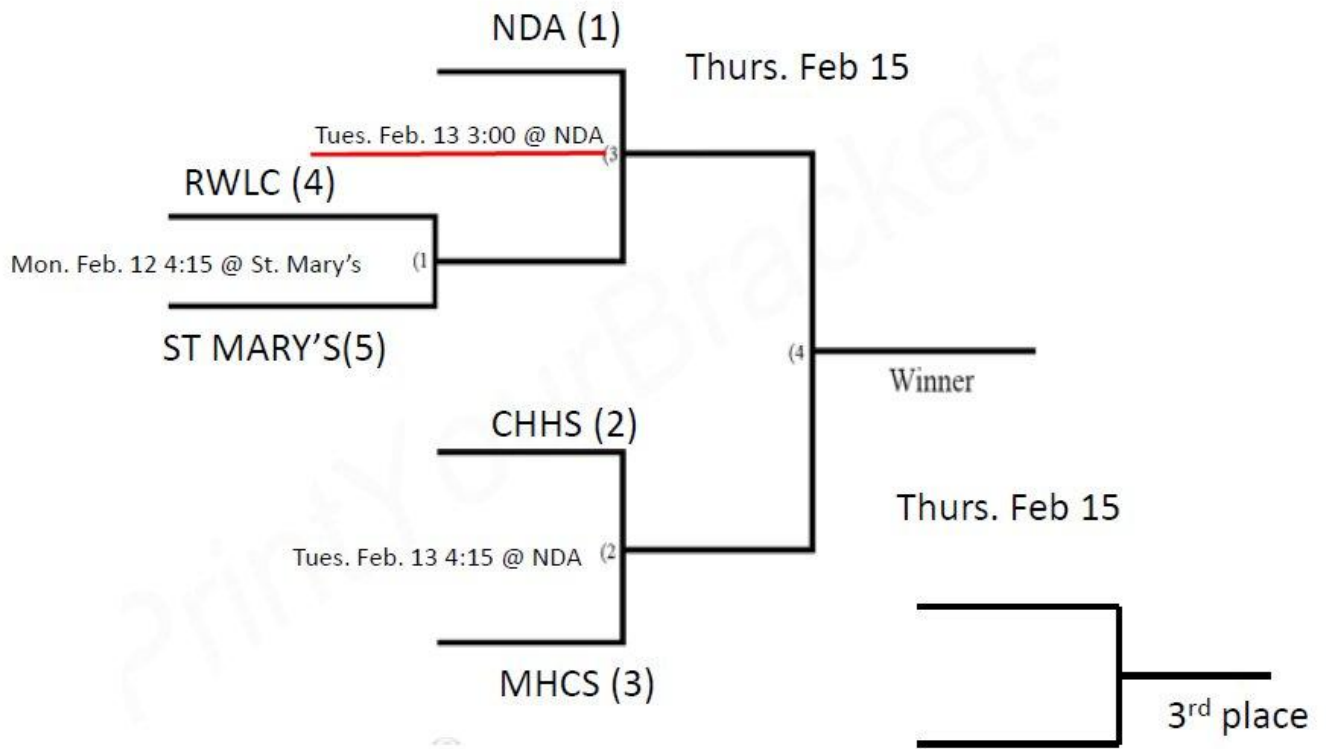 NDA (1)
Thurs. Feb 15
Tues. Feb. 13 3:00 @ NDA
(3
RWLC (4)
Mon. Feb. 12 4:15 @ St. Mary’s
(1
ST MARY’S(5)
(4
Winner
CHHS (2)
Thurs. Feb 15
Tues. Feb. 13 4:15 @ NDA
(2
MHCS (3)
3rd place
PrintYourBrackets